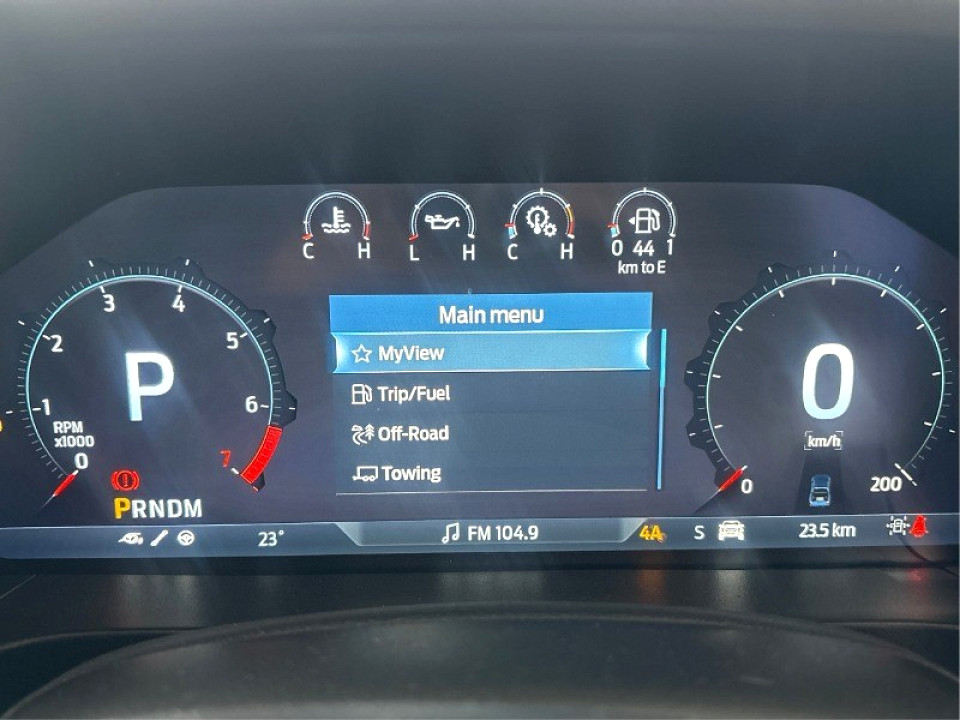 C H
L H
C H
0 44 1
km to E
Main menu
MyView
Trip/Fuel
Off-Road
Towing
0
1
2
3
4
5
6
7
RPM
x1000
P
PRNDM
0
km/h
0
200
23°
FM 104.9
4A
S
23.5 km